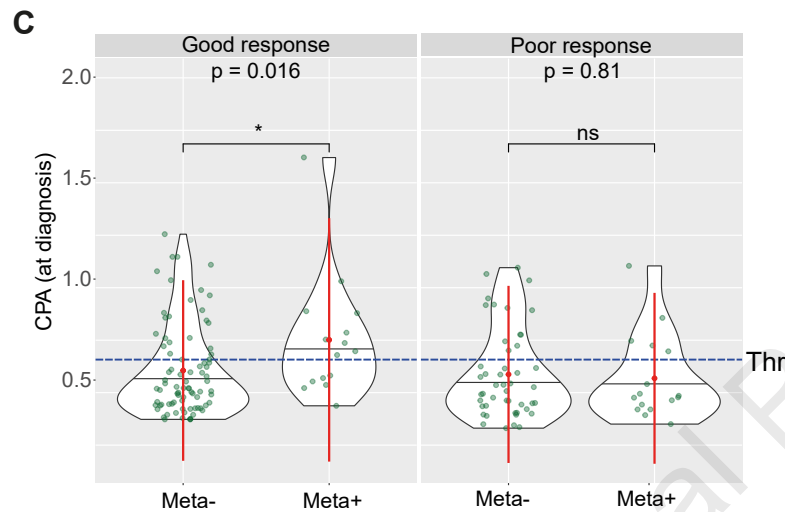 C
Good response
Poor response
p = 0.016
p = 0.81
*
ns
2.0
1.5
1.0
0.5
CPA (at diagnosis)
Thr
Meta-
Meta+
Meta-
Meta+